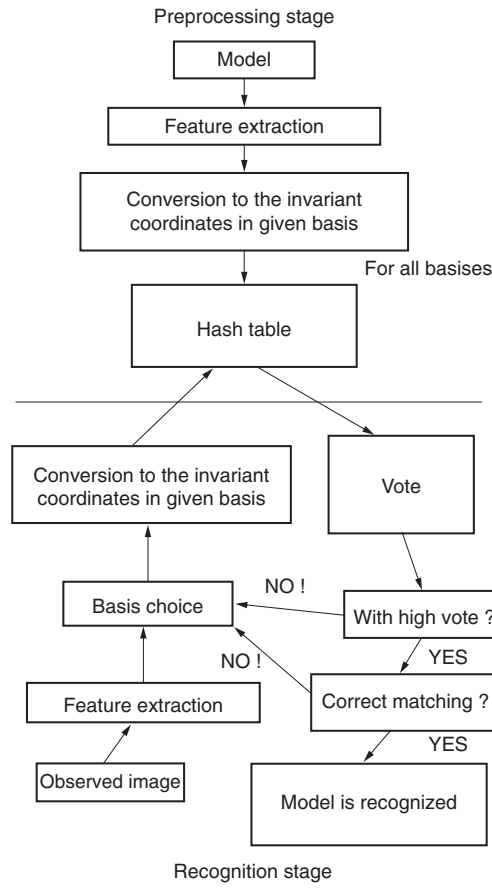 Preprocessing stage
Model
Feature extraction
Conversion to the invariant
coordinates in given basis
For all basises
Hash table
Conversion to the invariant
coordinates in given basis
Vote
NO !
Basis choice
With high vote ?
NO !
YES
Feature extraction
Correct matching ?
YES
Observed image
Model is recognized
Recognition stage